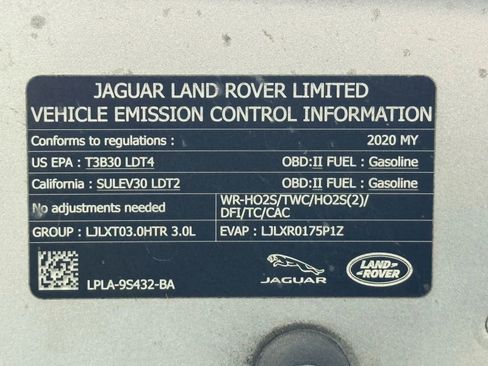 JAGUAR LAND ROVER LIMITED
VEHICLE EMISSION CONTROL INFORMATION
Conforms to regulations : 2020 MY
US EPA : T3B30 LDT4 OBD:II FUEL : Gasoline
California : SULEV30 LDT2 OBD:II FUEL : Gasoline
No adjustments needed WR-HO2S/TWC/HO2S(2)/
DFI/TC/CAC
GROUP : LJLXT03.0HTR 3.0L EVAP : LJLXR0175P1Z
LPLA-9S432-BA JAGUAR LAND-ROVER